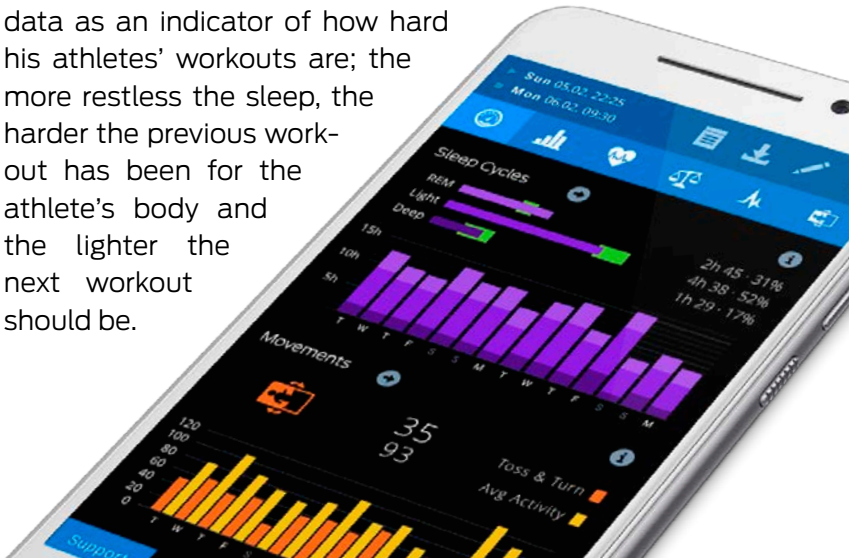 data as an indicator of how hard
his athletes’ workouts are; the
more restless the sleep, the
harder the previous work-
out has been for the
athlete’s body and
the lighter the
next workout
should be.
Sun 05.02. 22:25
Mon 06.02. 09:30
Sleep Cycles
REM
Light
Deep
2h 45 · 31%
4h 38 · 52%
1h 29 · 17%
15h
10h
5h
T W T F S S M T W T F S S M
Movements
35
93
Toss & Turn
Avg Activity
120
100
80
60
40
20
0
T W T F S
Support